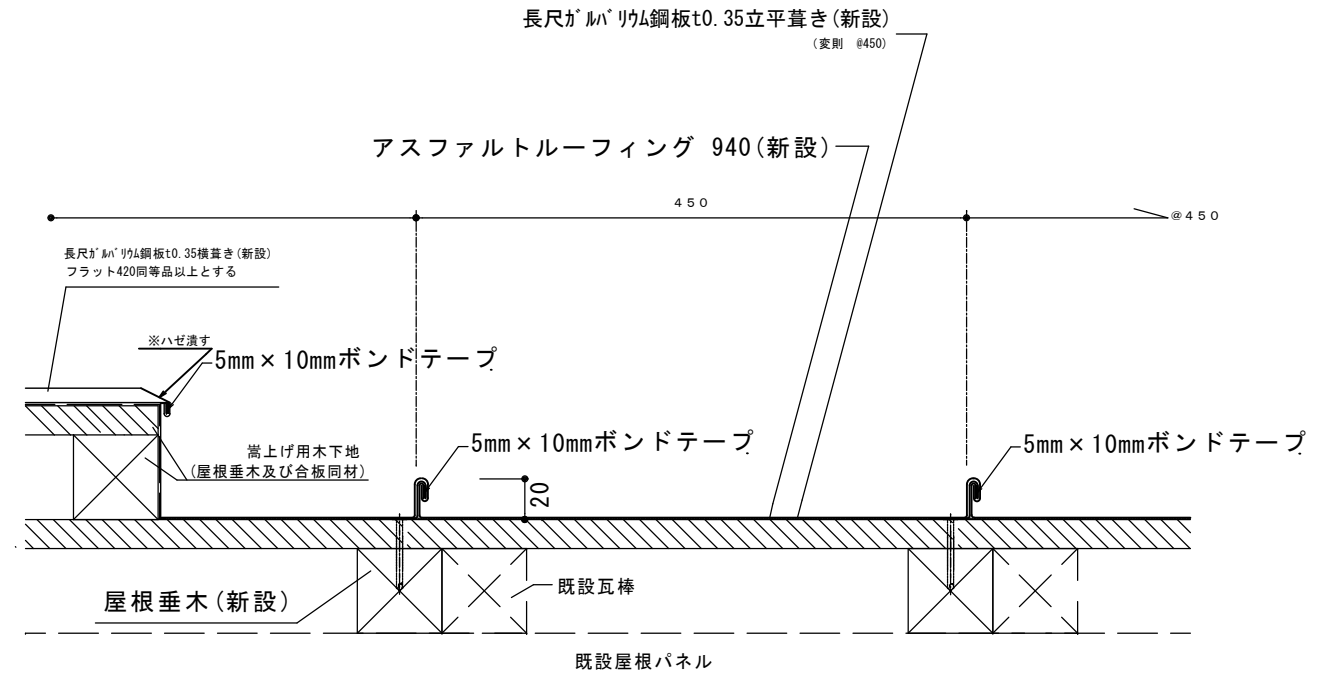 長尺ｶﾞﾙﾊﾞﾘｳﾑ鋼板t0.35立平葺き(新設)
(変則　@450)
アスファルトルーフィング 940(新設)
450
@450
長尺ｶﾞﾙﾊﾞﾘｳﾑ鋼板t0.35横葺き(新設)
フラット420同等品以上とする
※ハゼ潰す
5mm×10mmボンドテープ
嵩上げ用木下地
(屋根垂木及び合板同材)
5mm×10mmボンドテープ
20
5mm×10mmボンドテープ
屋根垂木(新設)
既設瓦棒
既設屋根パネル